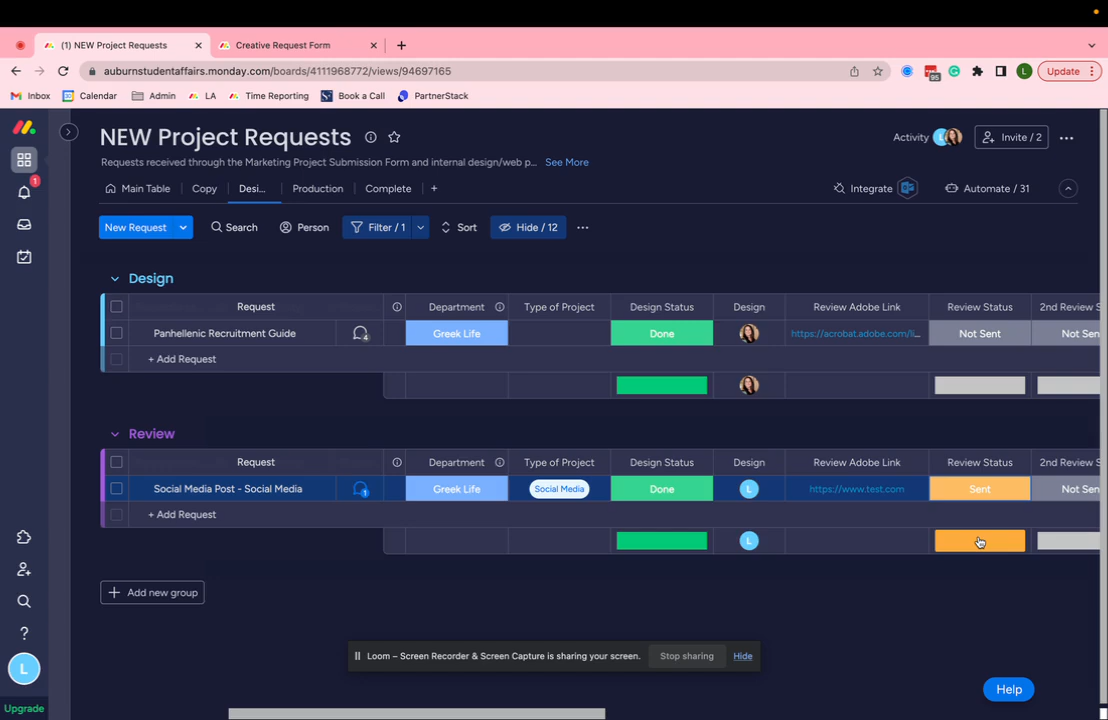 (1) NEW Project Requests
Creative Request Form
auburnstudentaffairs.monday.com/boards/4111968772/views/94697165
95
L
Update
Inbox
Calendar
Admin
LA
Time Reporting
Book a Call
PartnerStack
NEW Project Requests
Activity
L
Invite / 2
Requests received through the Marketing Project Submission Form and internal design/web p...
See More
1
Main Table
Copy
Desi...
Production
Complete
+
Integrate
Automate / 31
New Request
Search
Person
Filter / 1
Sort
Hide / 12
Design
Request
Department
Type of Project
Design Status
Design
Review Adobe Link
Review Status
2nd Review S
Panhellenic Recruitment Guide
4
Greek Life
Done
https://acrobat.adobe.com/li...
Not Sent
Not Sen
+ Add Request
Review
Request
Department
Type of Project
Design Status
Design
Review Adobe Link
Review Status
2nd Review S
Social Media Post - Social Media
1
Greek Life
Social Media
Done
L
https://www.test.com
Sent
Not Sen
+ Add Request
L
+ Add new group
?
L
Loom – Screen Recorder & Screen Capture is sharing your screen.
Stop sharing
Hide
Upgrade
Help